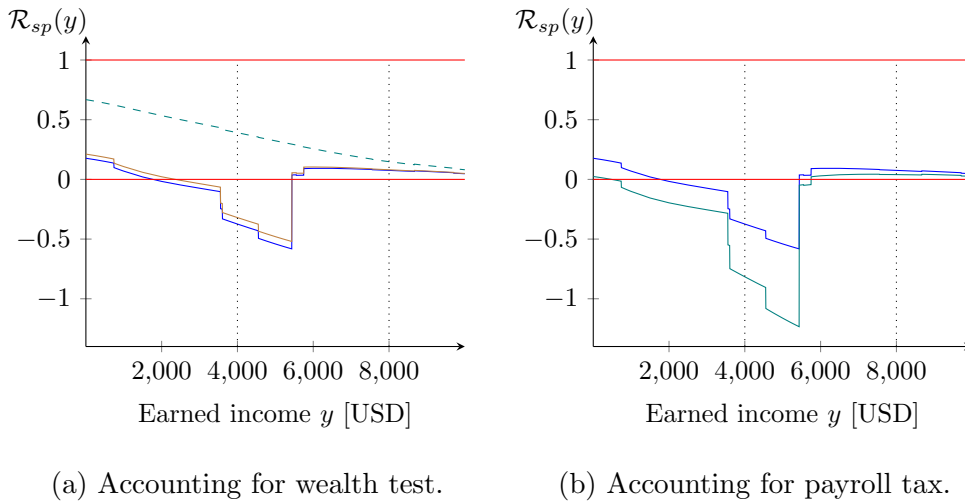 R_sp(y) R_sp(y)
1 1
0.5 0.5
0 0
−0.5 −0.5
−1 −1
2,000 4,000 6,000 8,000 2,000 4,000 6,000 8,000
Earned income y [USD] Earned income y [USD]
(a) Accounting for wealth test. (b) Accounting for payroll tax.